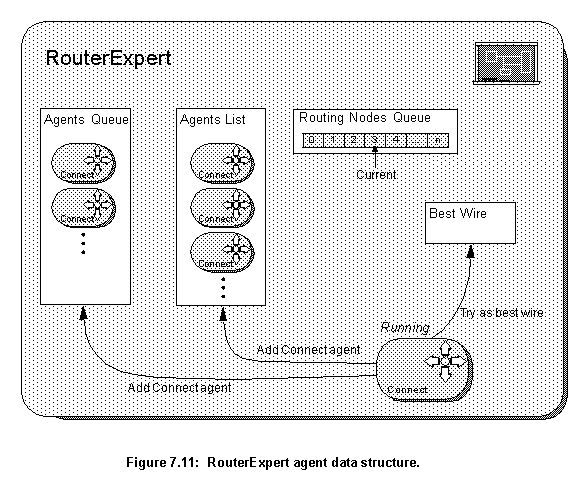 RouterExpert
Agents Queue
Connect
Connect
Agents List
Connect
Connect
Connect
Routing Nodes Queue
0 1 2 3 4 n
Current
Best Wire
Try as best wire
Running
Connect
Add Connect agent
Add Connect agent
Figure 7.11: RouterExpert agent data structure.